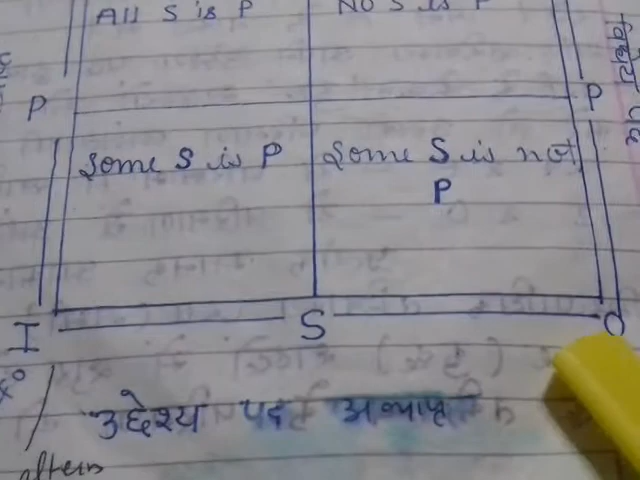 All S is P
No S is P
P
P
Some S is P
Some S is not
P
I
S
O
उद्देश्य पद अव्याप्त